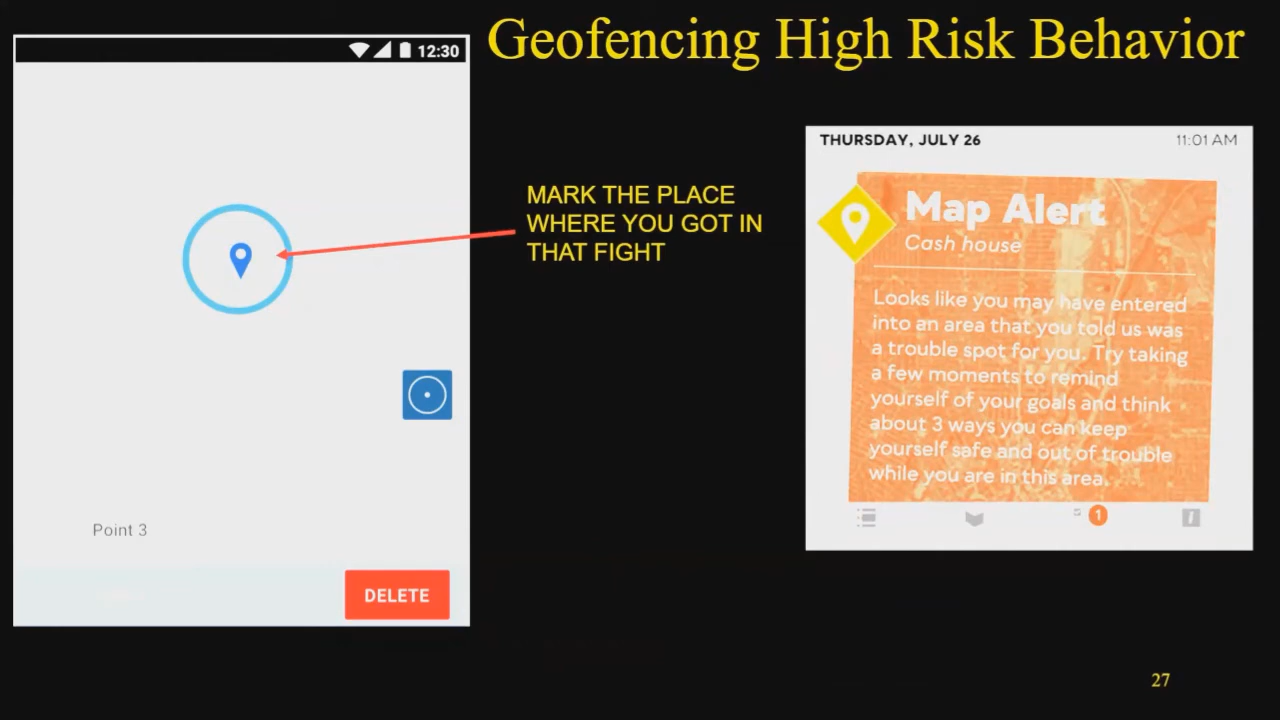 Geofencing High Risk Behavior
12:30
MARK THE PLACE
WHERE YOU GOT IN
THAT FIGHT
Point 3
DELETE
THURSDAY, JULY 26
11:01 AM
Map Alert
Cash house
Looks like you may have entered
into an area that you told us was
a trouble spot for you. Try taking
a few moments to remind
yourself of your goals and think
about 3 ways you can keep
yourself safe and out of trouble
while you are in this area.
1
27